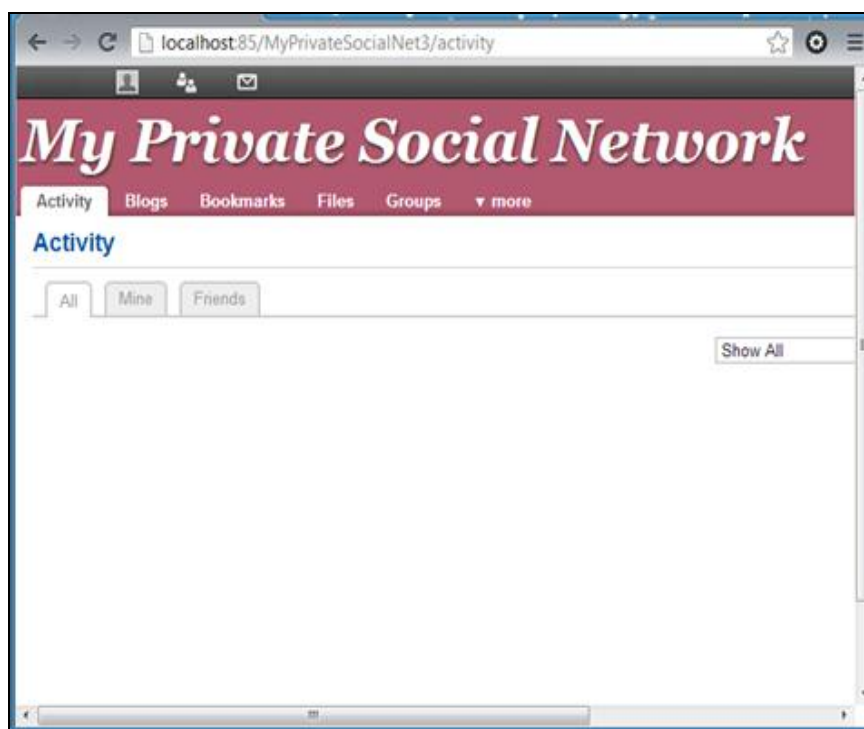 localhost:85/MyPrivateSocialNet3/activity
My Private Social Network
Activity Blogs Bookmarks Files Groups ▼ more
Activity
All Mine Friends
Show All